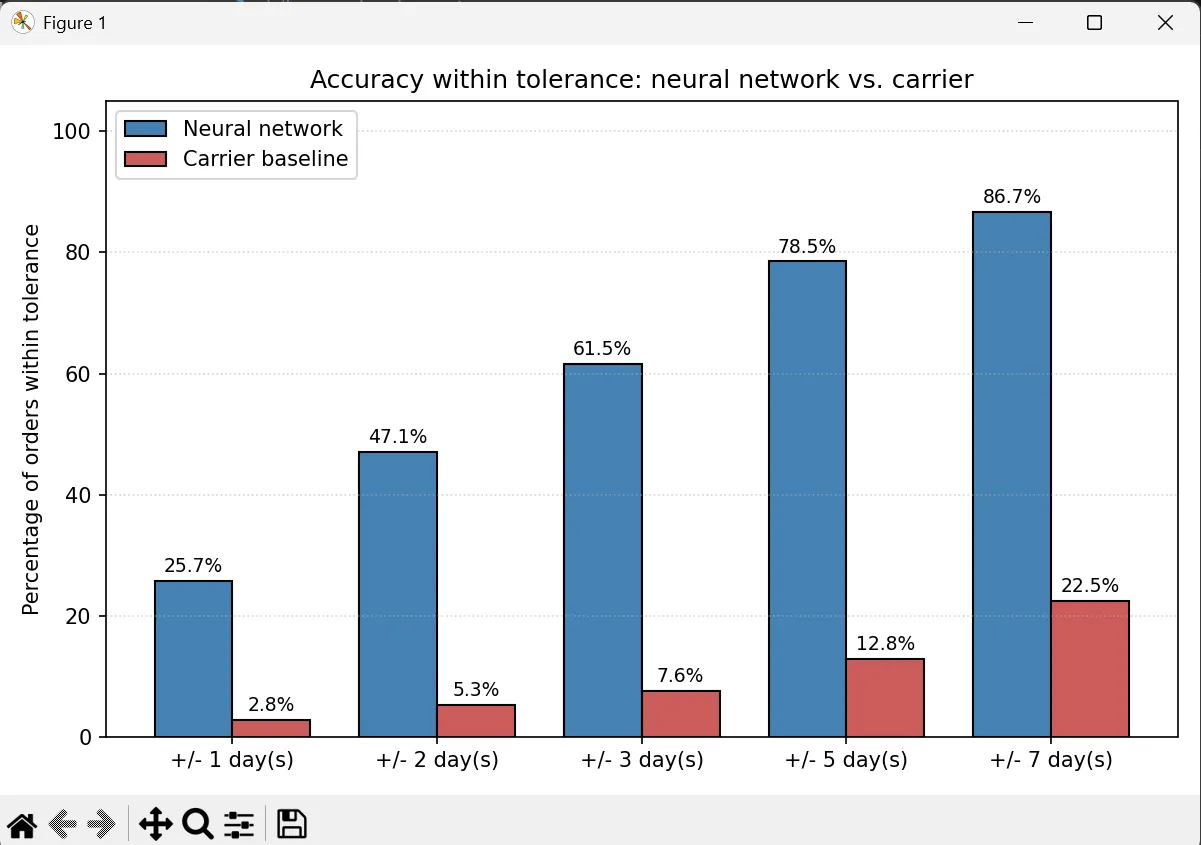 Figure 1
Accuracy within tolerance: neural network vs. carrier
Neural network
Carrier baseline
Percentage of orders within tolerance
100
80
60
40
20
0
25.7%
2.8%
47.1%
5.3%
61.5%
7.6%
78.5%
12.8%
86.7%
22.5%
+/- 1 day(s)
+/- 2 day(s)
+/- 3 day(s)
+/- 5 day(s)
+/- 7 day(s)